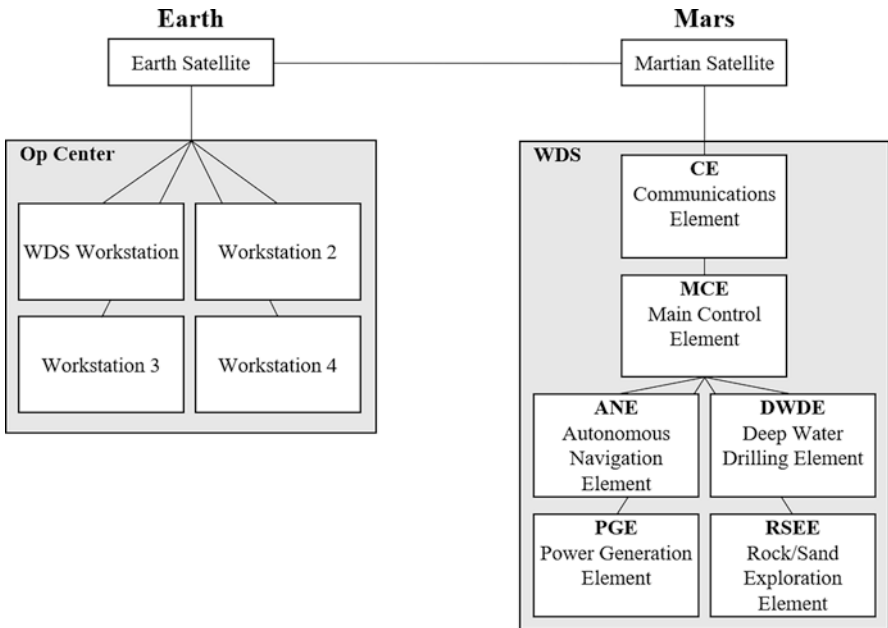 Earth
Mars
Earth Satellite
Martian Satellite
Op Center
WDS Workstation
Workstation 2
Workstation 3
Workstation 4
WDS
CE
Communications
Element
MCE
Main Control
Element
ANE
Autonomous
Navigation
Element
DWDE
Deep Water
Drilling Element
PGE
Power Generation
Element
RSEE
Rock/Sand
Exploration
Element